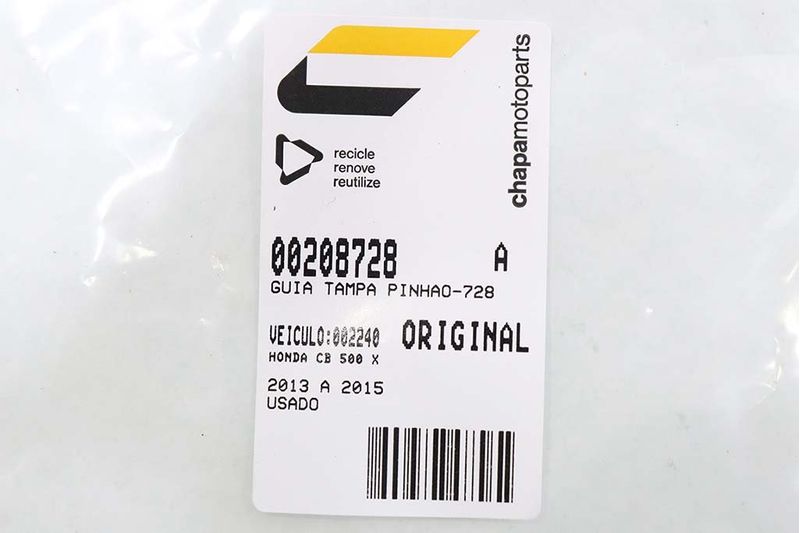 chapamotoparts
recicle
renove
reutilize
00208728 A
GUIA TAMPA PINHAO-728
VEICULO:002240 ORIGINAL
HONDA CB 500 X
2013 A 2015
USADO